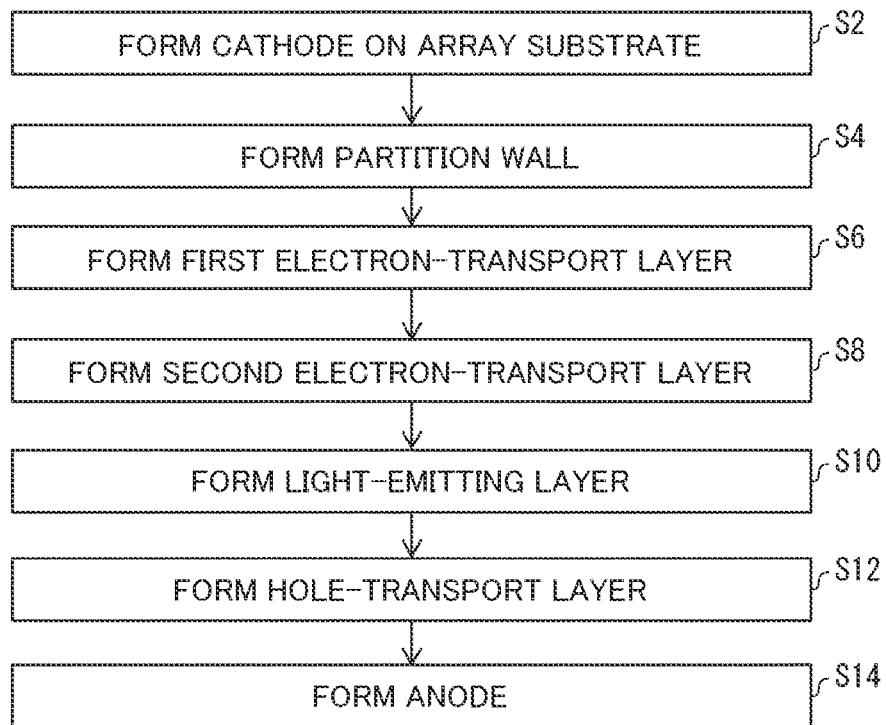 FORM CATHODE ON ARRAY SUBSTRATE
S2
FORM PARTITION WALL
S4
FORM FIRST ELECTRON-TRANSPORT LAYER
S6
FORM SECOND ELECTRON-TRANSPORT LAYER
S8
FORM LIGHT-EMITTING LAYER
S10
FORM HOLE-TRANSPORT LAYER
S12
FORM ANODE
S14